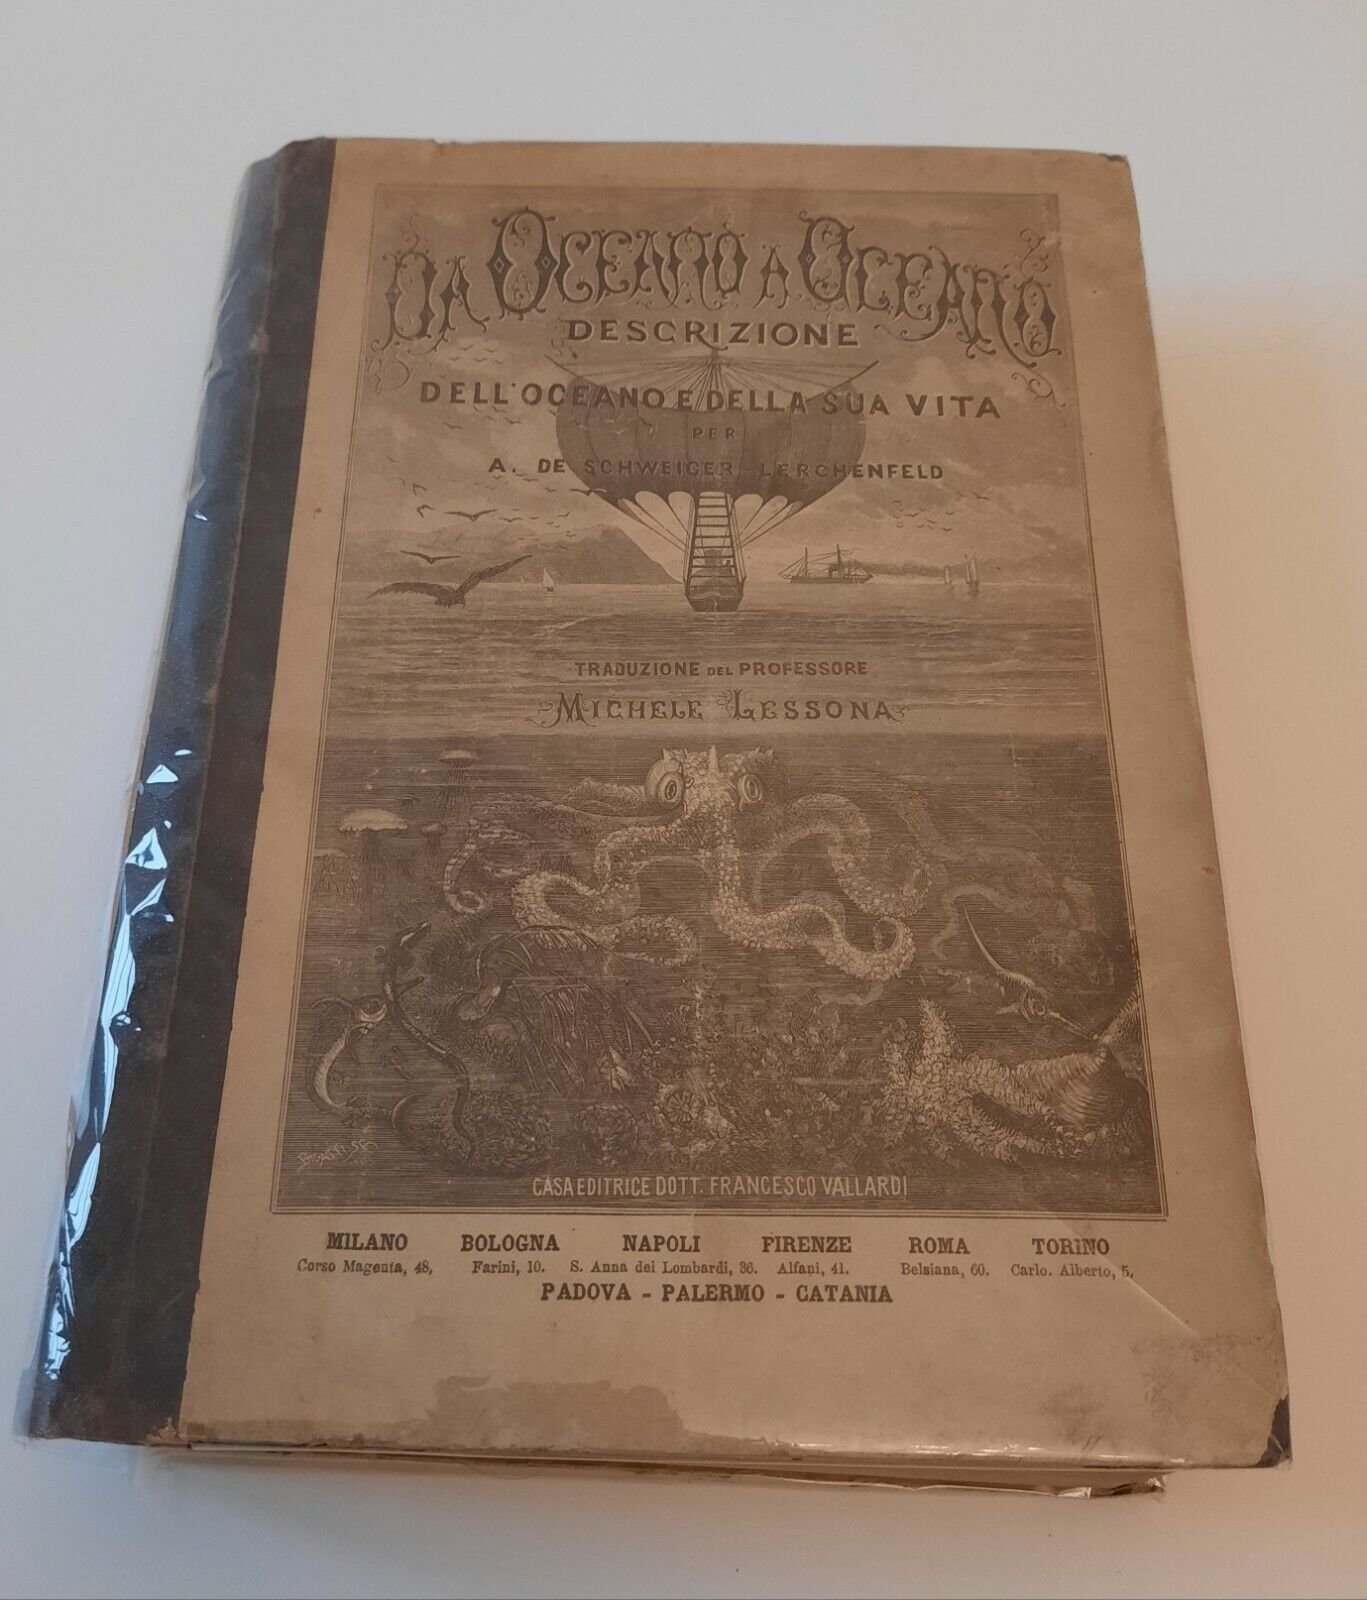 DA OCEANO A OCEANO
DESCRIZIONE
DELL'OCEANO E DELLA SUA VITA
PER
A. DE SCHWEIGER-LERCHENFELD
TRADUZIONE DEL PROFESSORE
MICHELE LESSONA
CASA EDITRICE DOTT. FRANCESCO VALLARDI
MILANO BOLOGNA NAPOLI FIRENZE ROMA TORINO
Corso Magenta, 48, Farini, 10. S. Anna dei Lombardi, 36. Alfani, 41. Belsiana, 60. Carlo. Alberto, 5,
PADOVA - PALERMO - CATANIA